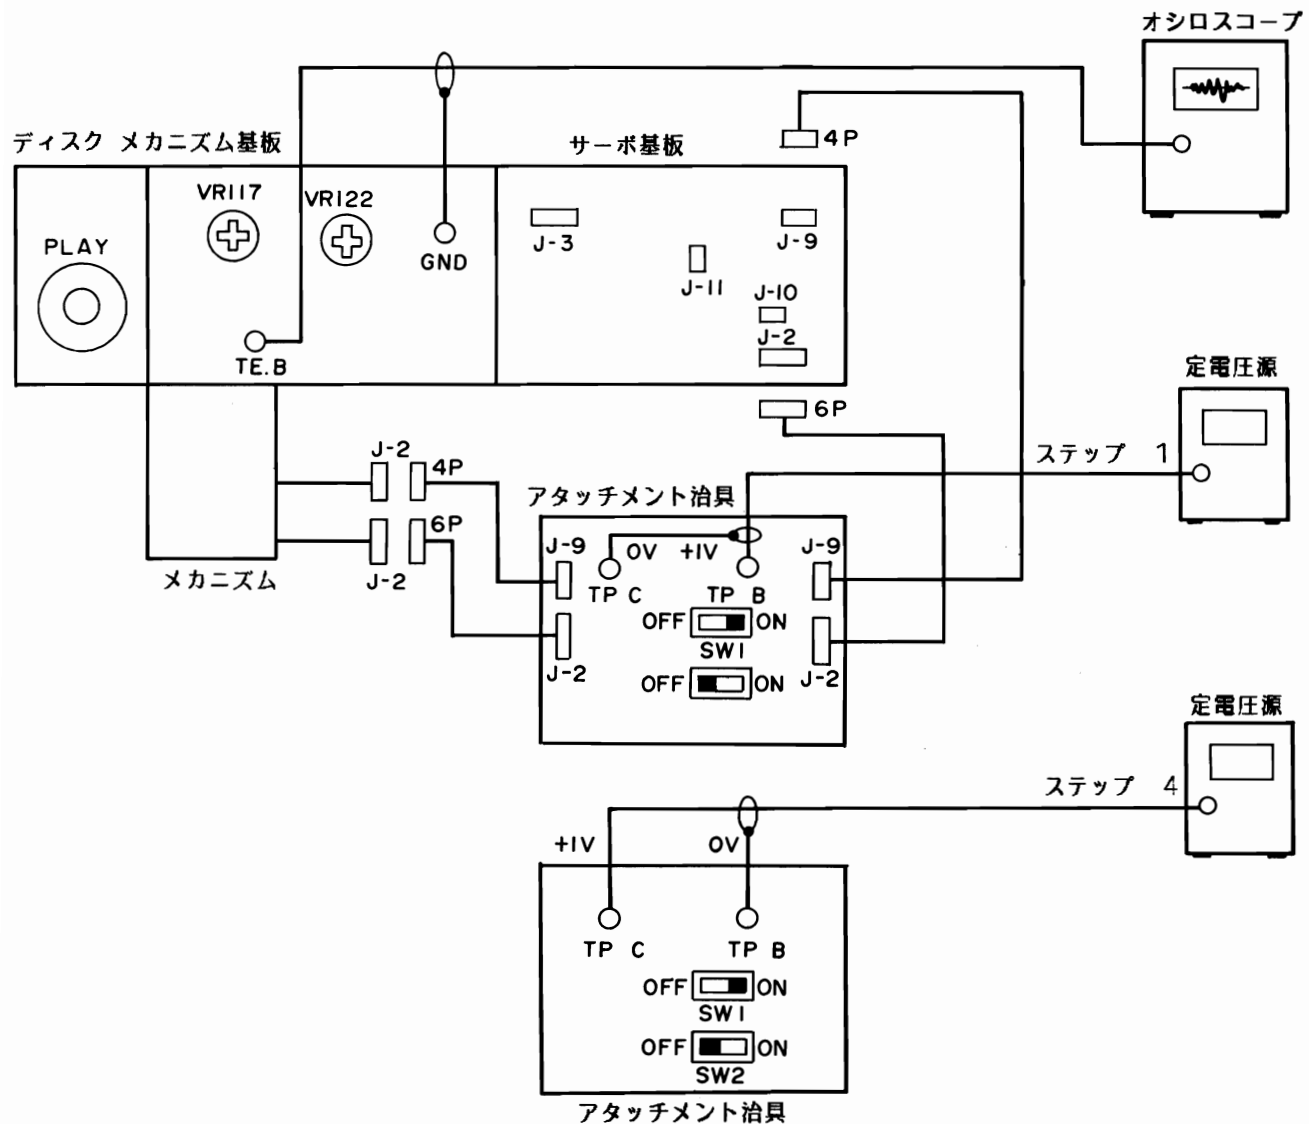 オシロスコープ
4P
ディスク メカニズム基板
サーボ基板
VR117
VR122
PLAY
GND
J-3
J-9
J-11
J-10
J-2
TE.B
定電圧源
6P
ステップ 1
J-2
4P
アタッチメント治具
6P
J-9
0V
+1V
J-9
メカニズム
J-2
TP C
TP B
OFF
ON
SW1
J-2
OFF
ON
J-2
定電圧源
ステップ 4
+1V
0V
TP C
TP B
OFF
ON
SW1
OFF
ON
SW2
アタッチメント治具